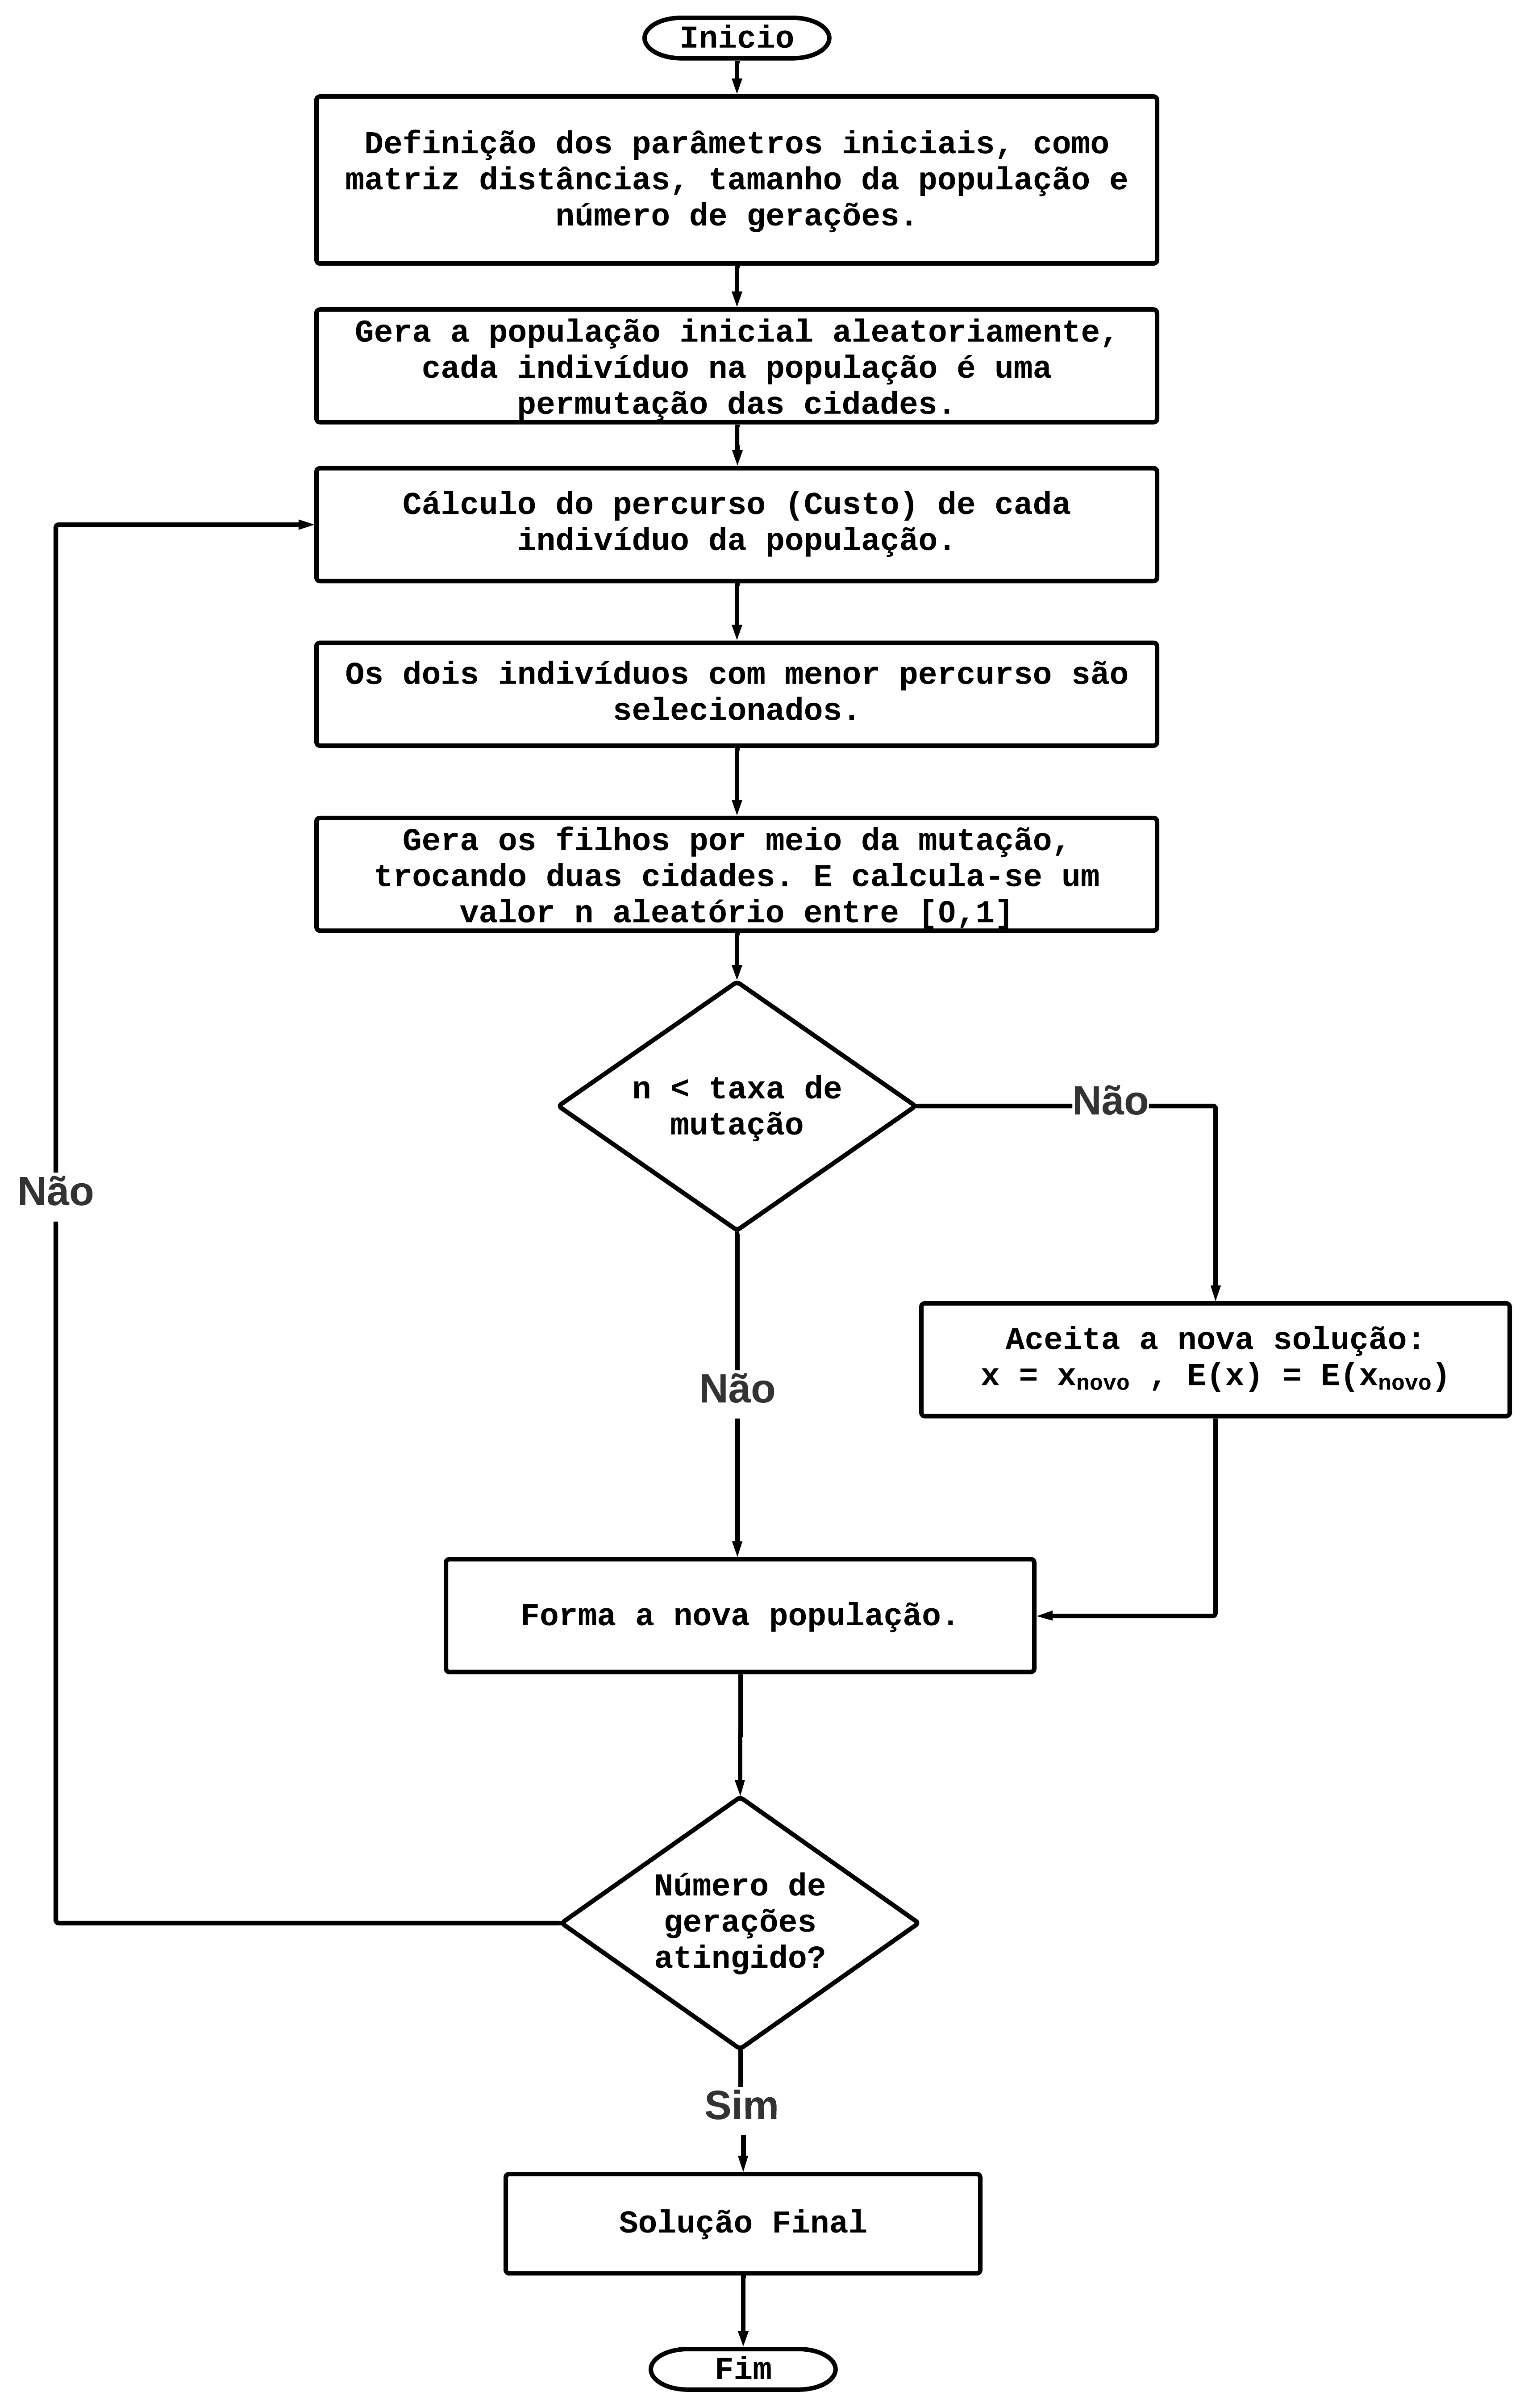 Inicio
Definição dos parâmetros iniciais, como
matriz distâncias, tamanho da população e
número de gerações.
Gera a população inicial aleatoriamente,
cada indivíduo na população é uma
permutação das cidades.
Cálculo do percurso (Custo) de cada
indivíduo da população.
Os dois indivíduos com menor percurso são
selecionados.
Gera os filhos por meio da mutação,
trocando duas cidades. E calcula-se um
valor n aleatório entre [0,1]
n < taxa de
mutação
Não
Não
Aceita a nova solução:
x = xnovo , E(x) = E(xnovo)
Não
Forma a nova população.
Número de
gerações
atingido?
Sim
Solução Final
Fim